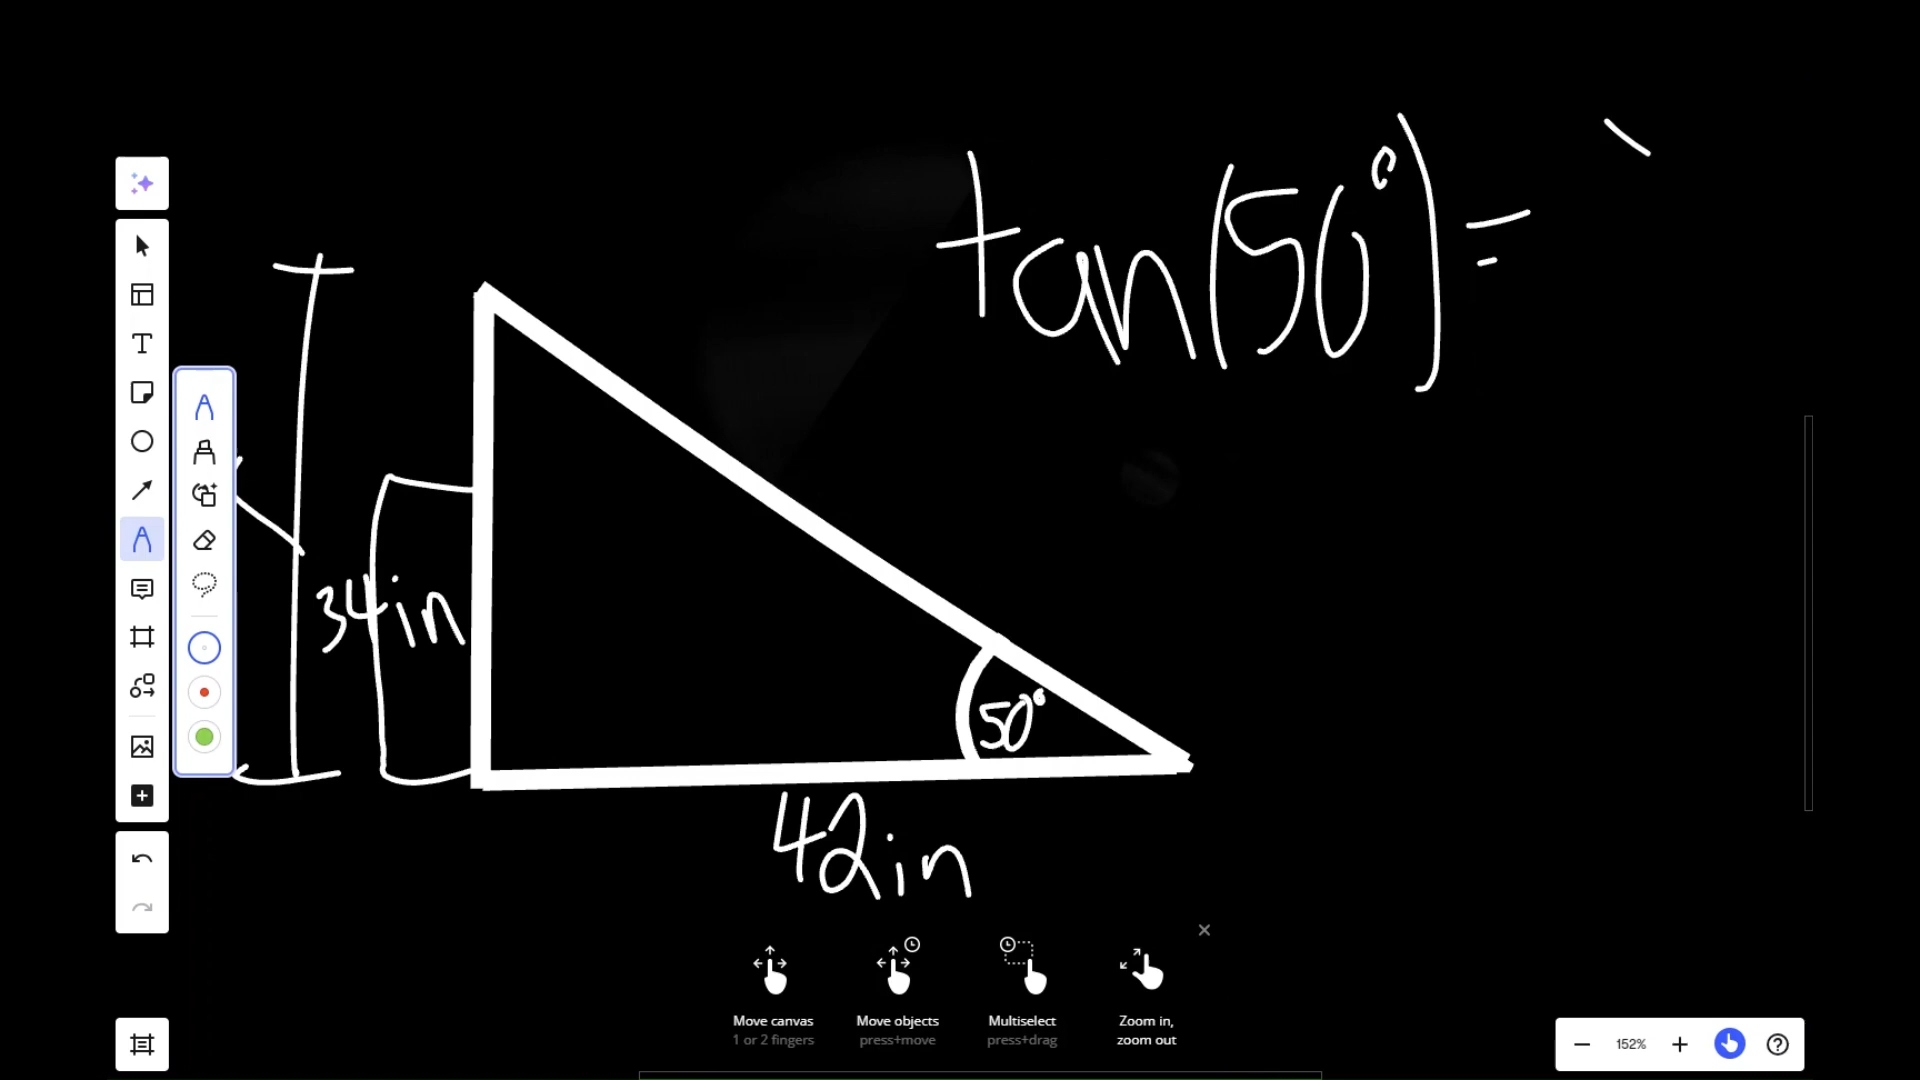 tan(50°)=
34in
50°
42in
Move canvas
1 or 2 fingers
Move objects
press+move
Multiselect
press+drag
Zoom in,
zoom out
152%